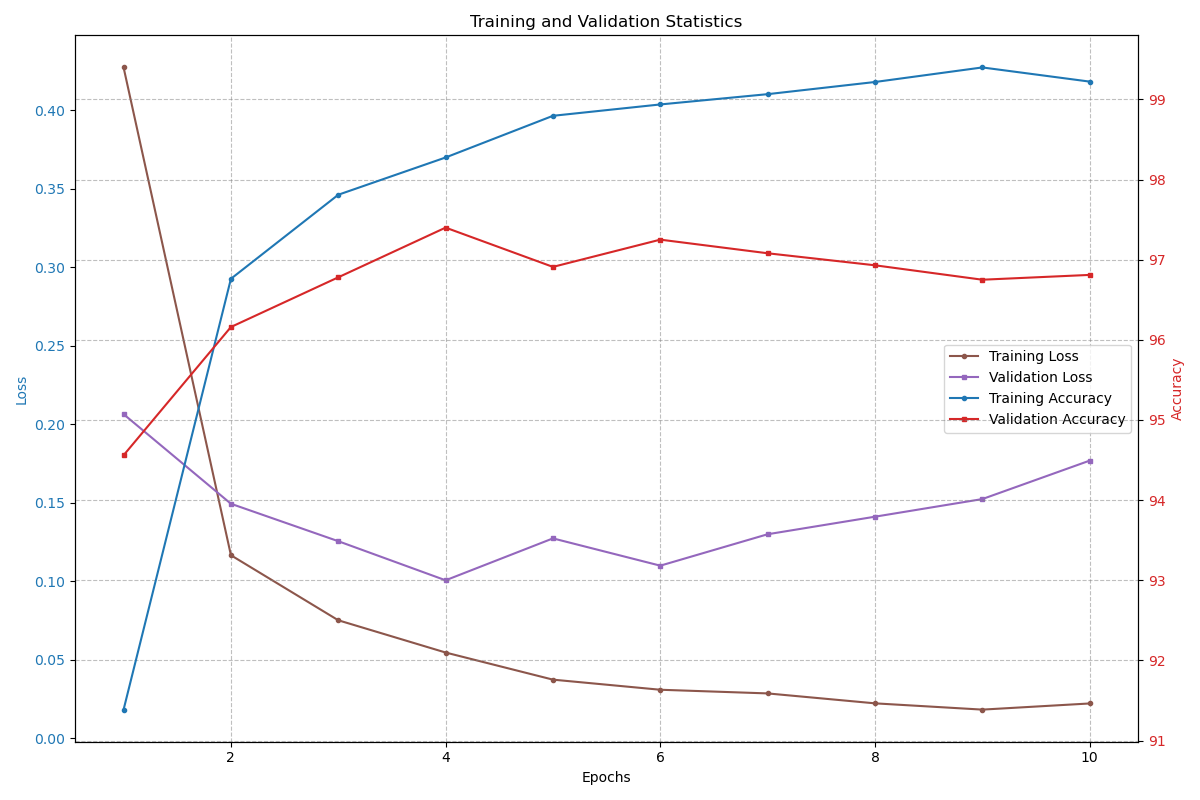 Training and Validation Statistics
0.40
0.35
0.30
0.25
0.20
0.15
0.10
0.05
0.00
Loss
99
98
97
96
95
94
93
92
91
Accuracy
Training Loss
Validation Loss
Training Accuracy
Validation Accuracy
2 4 6 8 10
Epochs